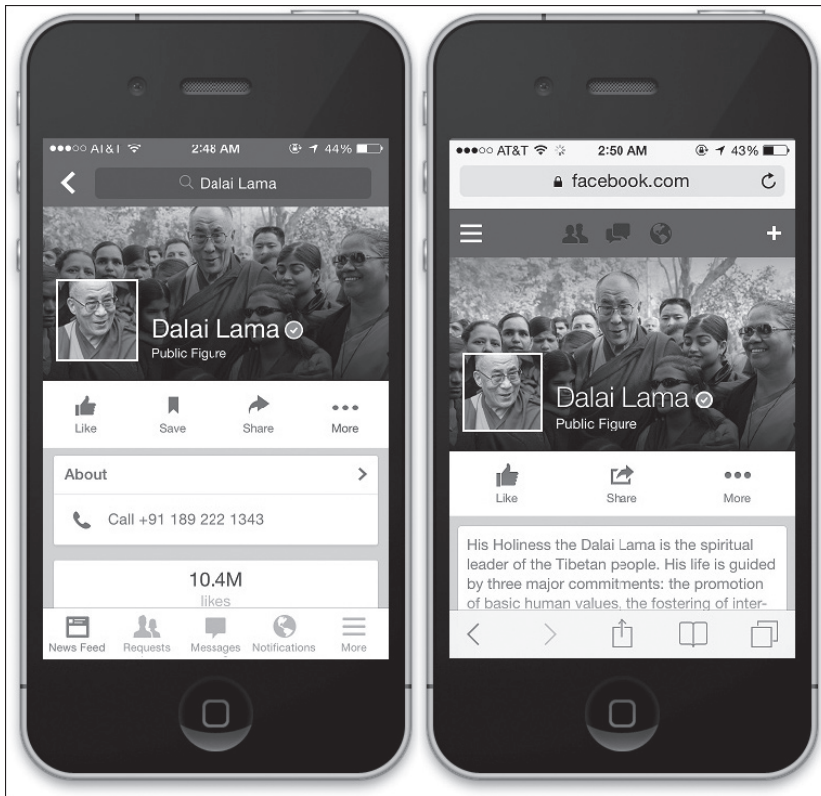 AT&T 2:48 AM 44%
Dalai Lama
Dalai Lama
Public Figure
Like Save Share More
About
Call +91 189 222 1343
10.4M
likes
News Feed Requests Messages Notifications More
AT&T 2:50 AM 43%
facebook.com
Dalai Lama
Public Figure
Like Share More
His Holiness the Dalai Lama is the spiritual
leader of the Tibetan people. His life is guided
by three major commitments: the promotion
of basic human values, the fostering of inter-